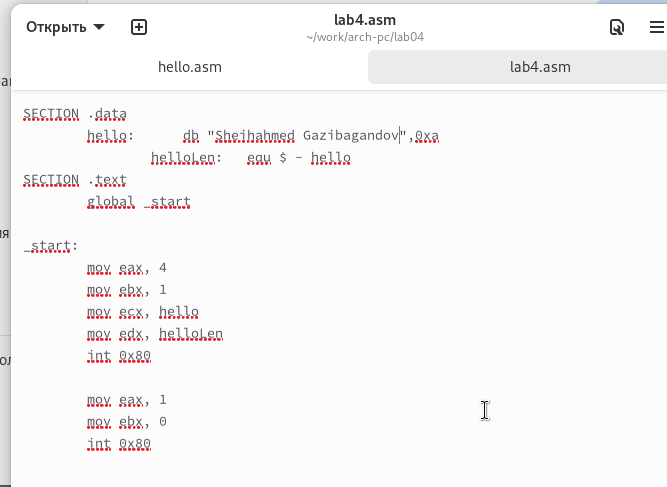 Открыть
lab4.asm
~/work/arch-pc/lab04
hello.asm
lab4.asm
SECTION .data
hello: db "Sheihahmed Gazibagandov",0xa
helloLen: equ $ - hello
SECTION .text
global _start
_start:
mov eax, 4
mov ebx, 1
mov ecx, hello
mov edx, helloLen
int 0x80
mov eax, 1
mov ebx, 0
int 0x80